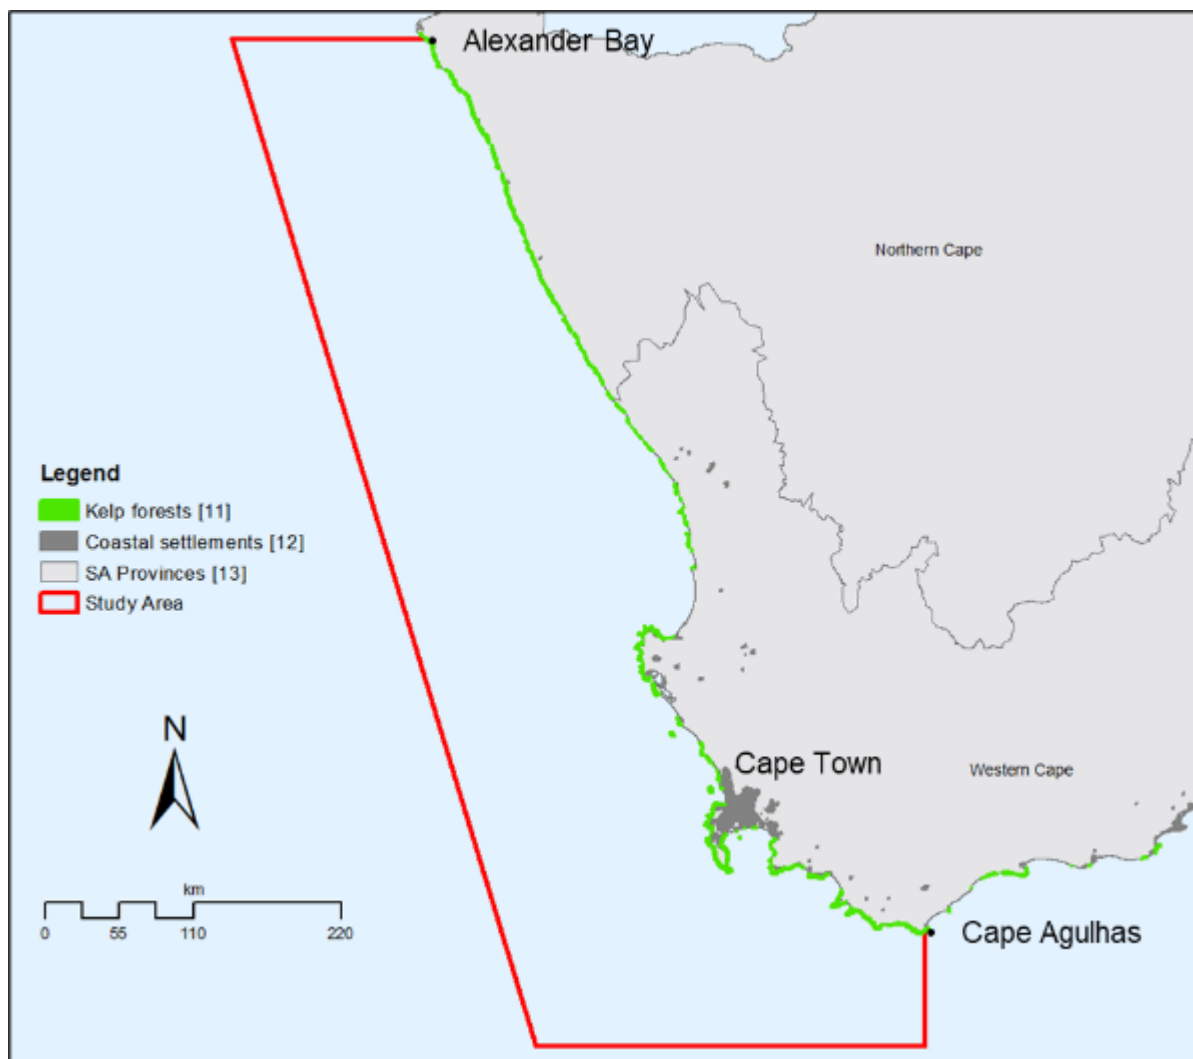 Alexander Bay
Northern Cape
Legend
Kelp forests [11]
Coastal settlements [12]
SA Provinces [13]
Study Area
N
Cape Town
Western Cape
km
0 55 110 220
Cape Agulhas